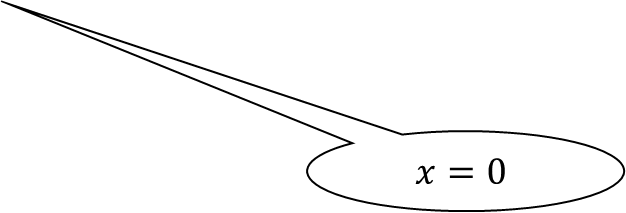 x = 0